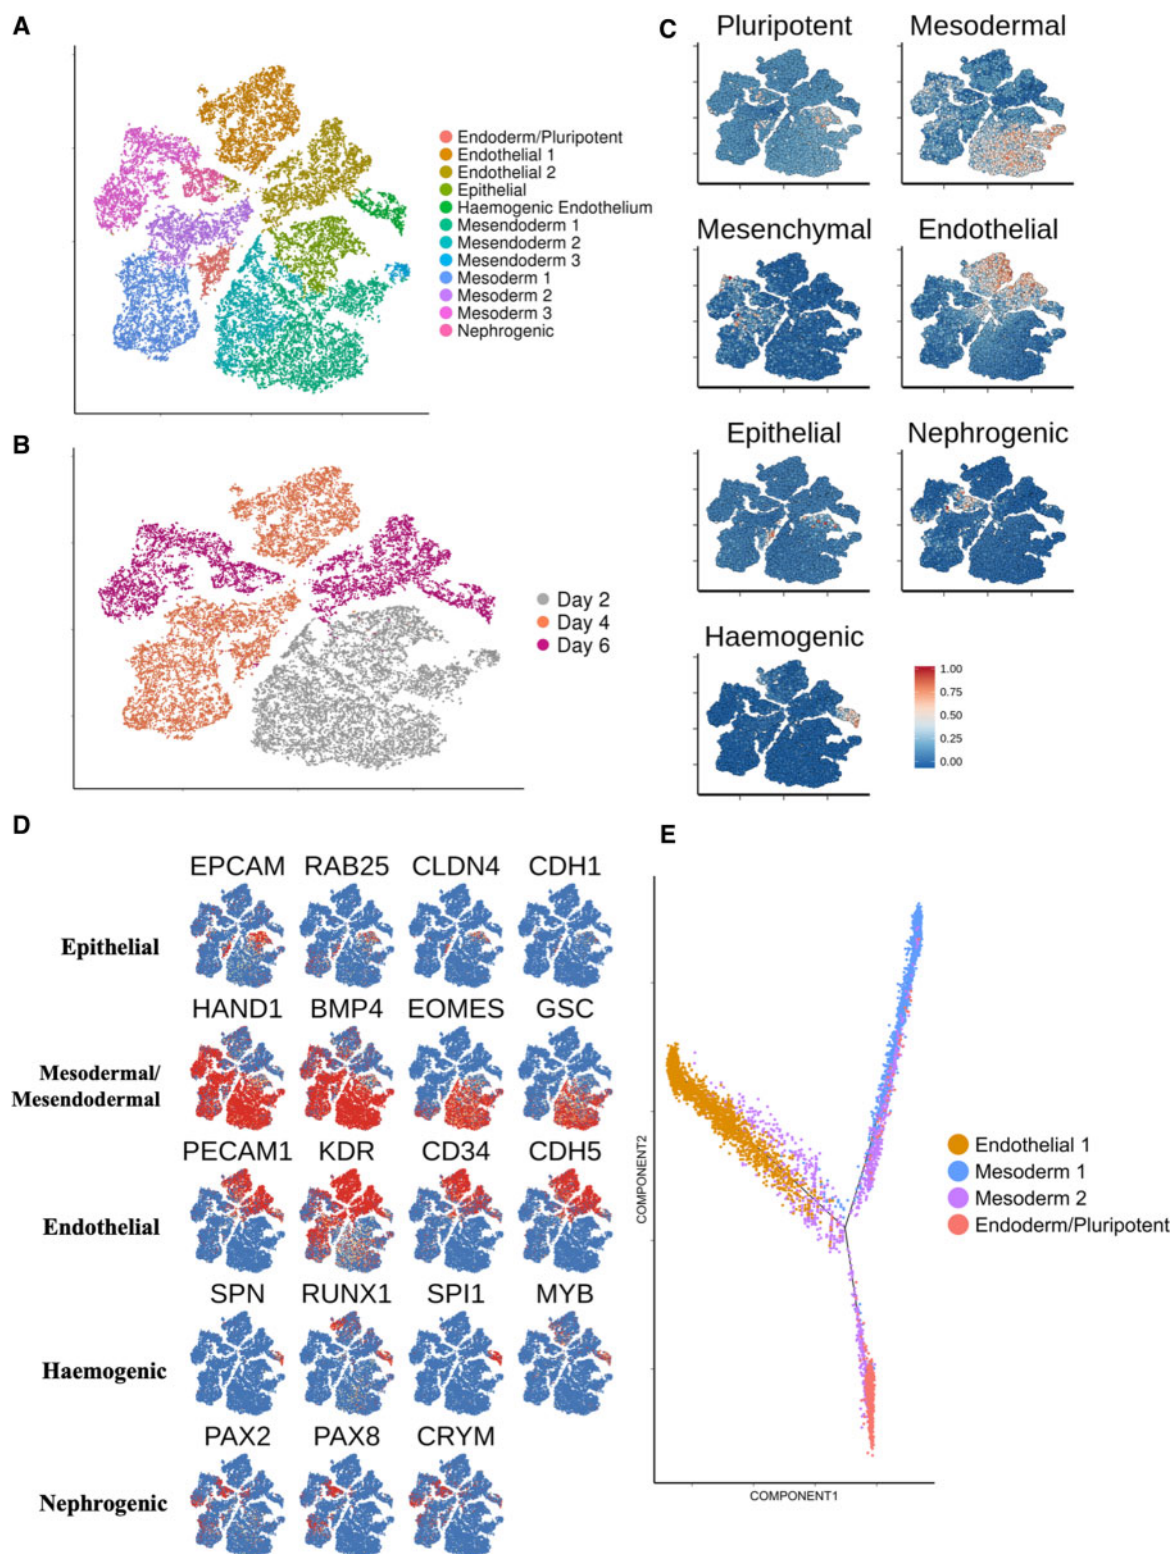 A
Endoderm/Pluripotent
Endothelial 1
Endothelial 2
Epithelial
Haemogenic Endothelium
Mesendoderm 1
Mesendoderm 2
Mesendoderm 3
Mesoderm 1
Mesoderm 2
Mesoderm 3
Nephrogenic
B
Day 2
Day 4
Day 6
C
Pluripotent Mesodermal
Mesenchymal Endothelial
Epithelial Nephrogenic
Haemogenic
1.00
0.75
0.50
0.25
0.00
D
EPCAM RAB25 CLDN4 CDH1
Epithelial
HAND1 BMP4 EOMES GSC
Mesodermal/
Mesendodermal
PECAM1 KDR CD34 CDH5
Endothelial
SPN RUNX1 SPI1 MYB
Haemogenic
PAX2 PAX8 CRYM
Nephrogenic
E
COMPONENT2
Endothelial 1
Mesoderm 1
Mesoderm 2
Endoderm/Pluripotent
COMPONENT1